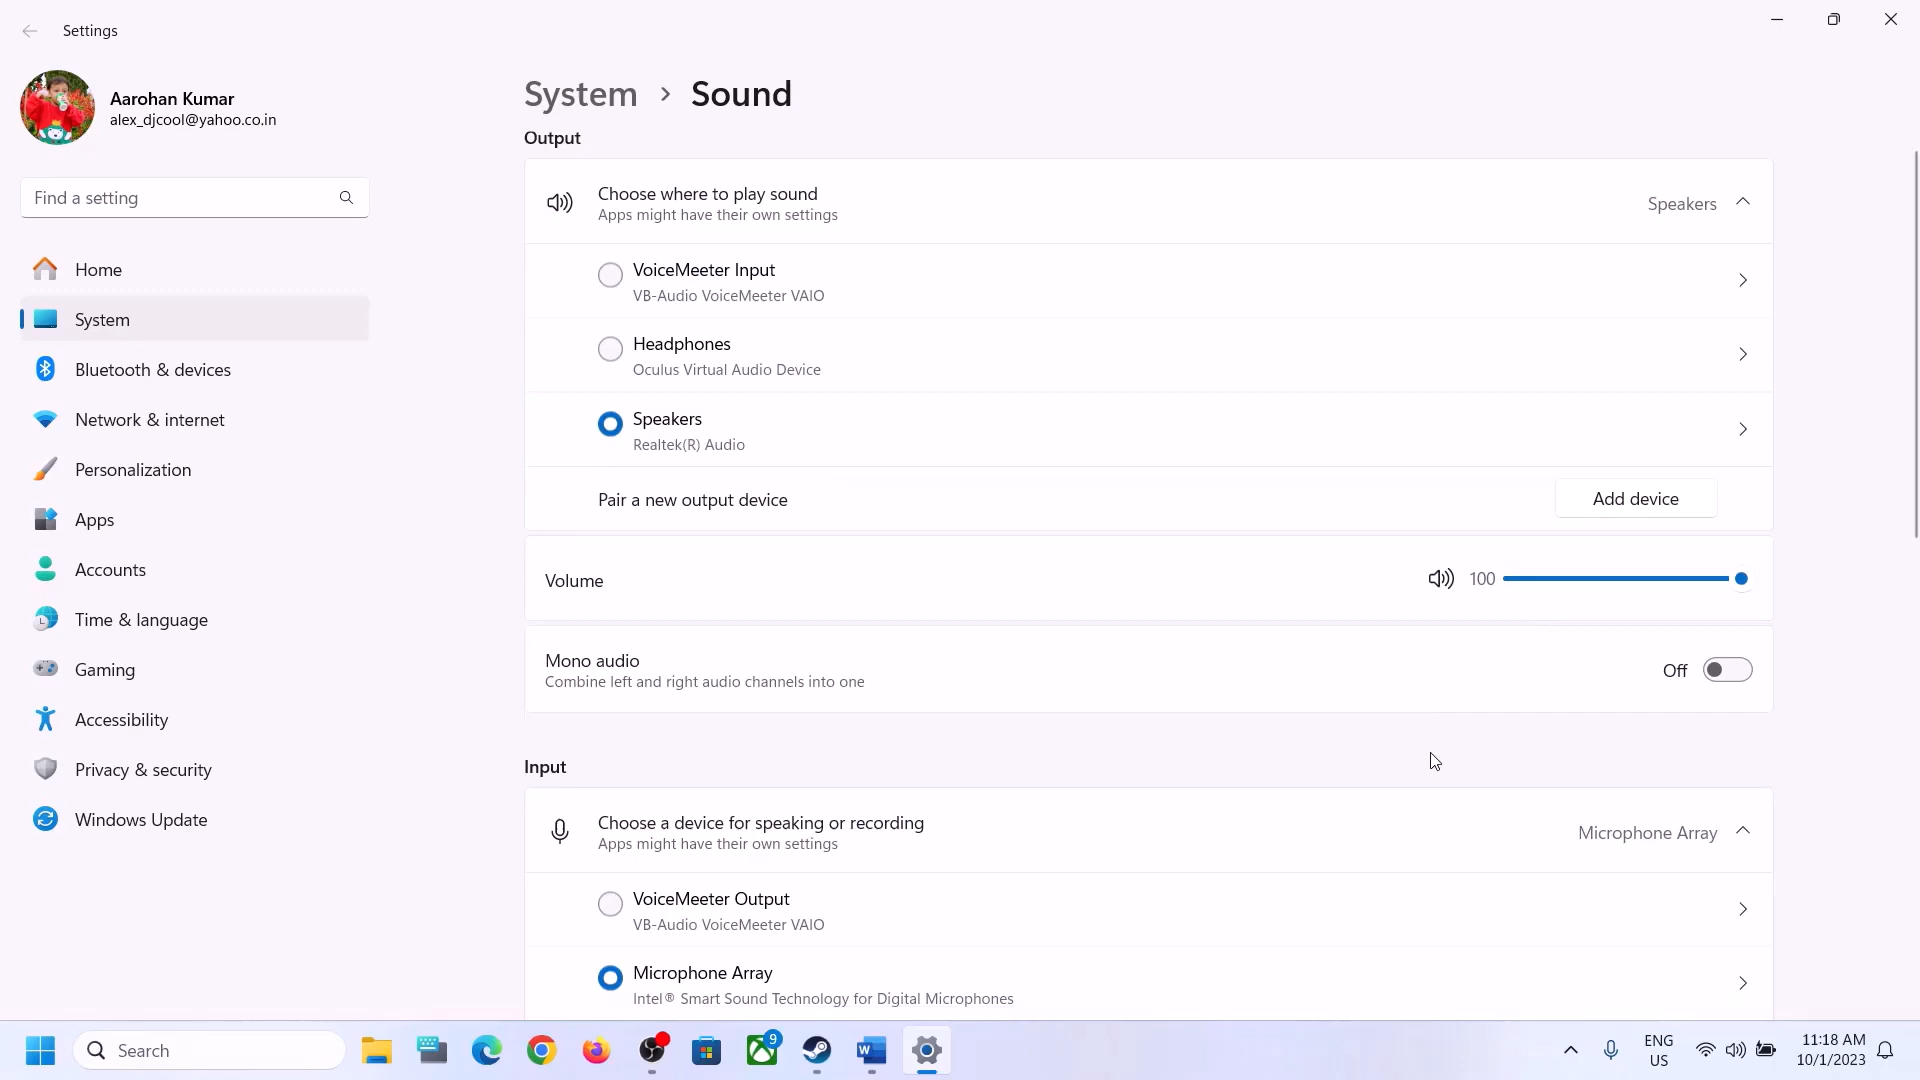 Settings
Aarohan Kumar
alex_djcool@yahoo.co.in
Find a setting
Home
System
Bluetooth & devices
Network & internet
Personalization
Apps
Accounts
Time & language
Gaming
Accessibility
Privacy & security
Windows Update
System > Sound
Output
Choose where to play sound
Apps might have their own settings
Speakers
VoiceMeeter Input
VB-Audio VoiceMeeter VAIO
Headphones
Oculus Virtual Audio Device
Speakers
Realtek(R) Audio
Pair a new output device
Add device
Volume
100
Mono audio
Combine left and right audio channels into one
Off
Input
Choose a device for speaking or recording
Apps might have their own settings
Microphone Array
VoiceMeeter Output
VB-Audio VoiceMeeter VAIO
Microphone Array
Intel® Smart Sound Technology for Digital Microphones
Search
9
W
ENG
US
11:18 AM
10/1/2023